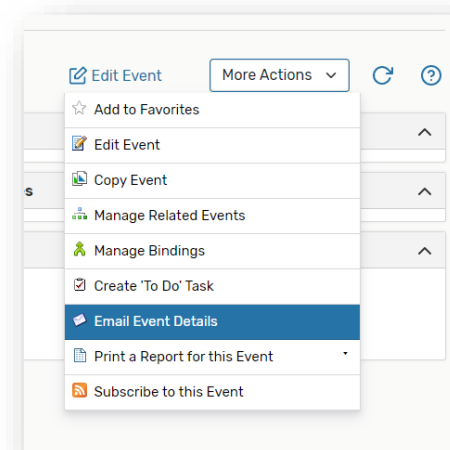 Edit Event
More Actions
Add to Favorites
Edit Event
Copy Event
s
Manage Related Events
Manage Bindings
Create 'To Do' Task
Email Event Details
Print a Report for this Event
Subscribe to this Event